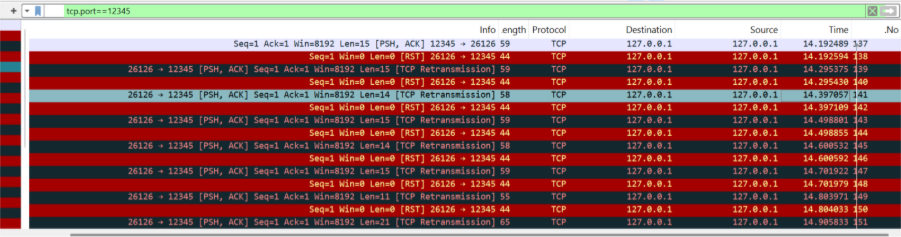 tcp.port==12345
Info .ength Protocol Destination Source Time .No
Seq=1 Ack=1 Win=8192 Len=15 [PSH, ACK] 12345 → 26126 59 TCP 127.0.0.1 127.0.0.1 14.192489 137
Seq=1 Win=0 Len=0 [RST] 26126 → 12345 44 TCP 127.0.0.1 127.0.0.1 14.192594 138
26126 → 12345 [PSH, ACK] Seq=1 Ack=1 Win=8192 Len=15 [TCP Retransmission] 59 TCP 127.0.0.1 127.0.0.1 14.295375 139
Seq=1 Win=0 Len=0 [RST] 26126 → 12345 44 TCP 127.0.0.1 127.0.0.1 14.295430 140
26126 → 12345 [PSH, ACK] Seq=1 Ack=1 Win=8192 Len=14 [TCP Retransmission] 58 TCP 127.0.0.1 127.0.0.1 14.397057 141
Seq=1 Win=0 Len=0 [RST] 26126 → 12345 44 TCP 127.0.0.1 127.0.0.1 14.397109 142
26126 → 12345 [PSH, ACK] Seq=1 Ack=1 Win=8192 Len=15 [TCP Retransmission] 59 TCP 127.0.0.1 127.0.0.1 14.498801 143
Seq=1 Win=0 Len=0 [RST] 26126 → 12345 44 TCP 127.0.0.1 127.0.0.1 14.498855 144
26126 → 12345 [PSH, ACK] Seq=1 Ack=1 Win=8192 Len=14 [TCP Retransmission] 58 TCP 127.0.0.1 127.0.0.1 14.600532 145
Seq=1 Win=0 Len=0 [RST] 26126 → 12345 44 TCP 127.0.0.1 127.0.0.1 14.600592 146
26126 → 12345 [PSH, ACK] Seq=1 Ack=1 Win=8192 Len=15 [TCP Retransmission] 59 TCP 127.0.0.1 127.0.0.1 14.701922 147
Seq=1 Win=0 Len=0 [RST] 26126 → 12345 44 TCP 127.0.0.1 127.0.0.1 14.701979 148
26126 → 12345 [PSH, ACK] Seq=1 Ack=1 Win=8192 Len=11 [TCP Retransmission] 55 TCP 127.0.0.1 127.0.0.1 14.803971 149
Seq=1 Win=0 Len=0 [RST] 26126 → 12345 44 TCP 127.0.0.1 127.0.0.1 14.804033 150
26126 → 12345 [PSH, ACK] Seq=1 Ack=1 Win=8192 Len=21 [TCP Retransmission] 65 TCP 127.0.0.1 127.0.0.1 14.905833 151